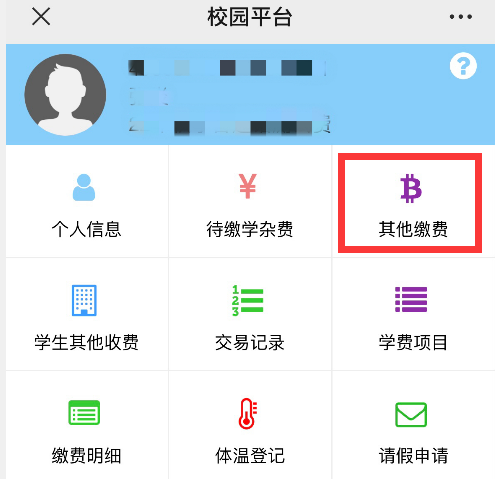 校园平台
?
个人信息
待缴学杂费
其他缴费
学生其他收费
交易记录
学费项目
缴费明细
体温登记
请假申请